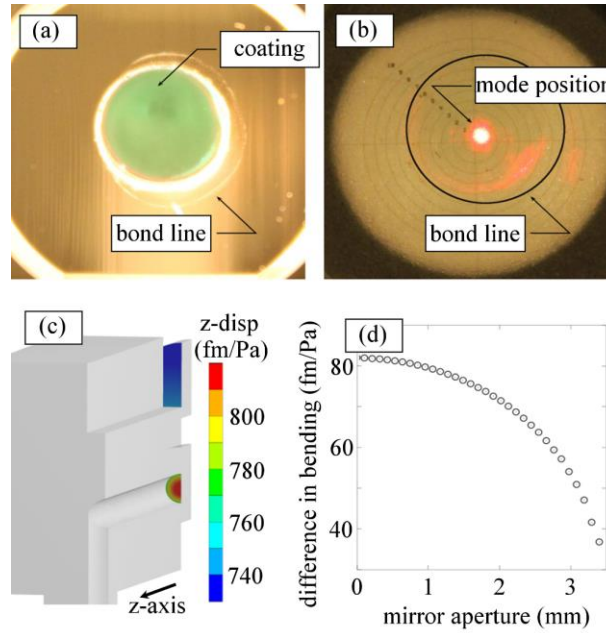 (a)
coating
bond line
(b)
mode position
bond line
(c)
z-disp
(fm/Pa)
800
780
760
740
z-axis
(d)
difference in bending (fm/Pa)
80
60
40
0
1
2
3
mirror aperture (mm)